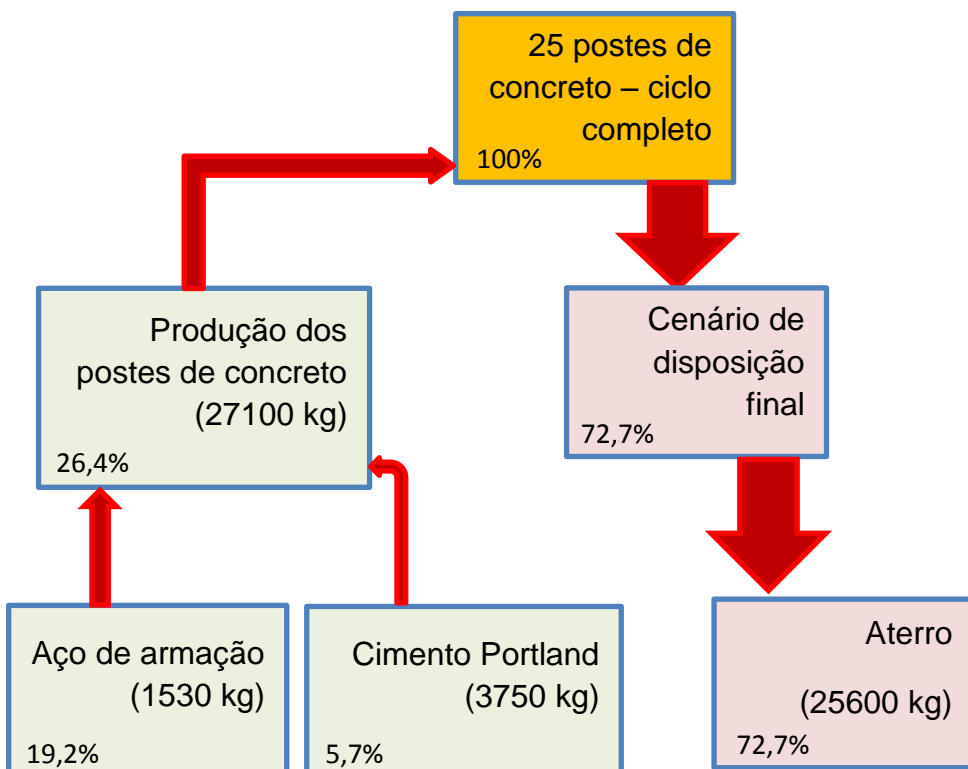 25 postes de
concreto – ciclo
completo
100%
Produção dos
postes de concreto
(27100 kg)
26,4%
Cenário de
disposição
final
72,7%
Aço de armação
(1530 kg)
19,2%
Cimento Portland
(3750 kg)
5,7%
Aterro
(25600 kg)
72,7%